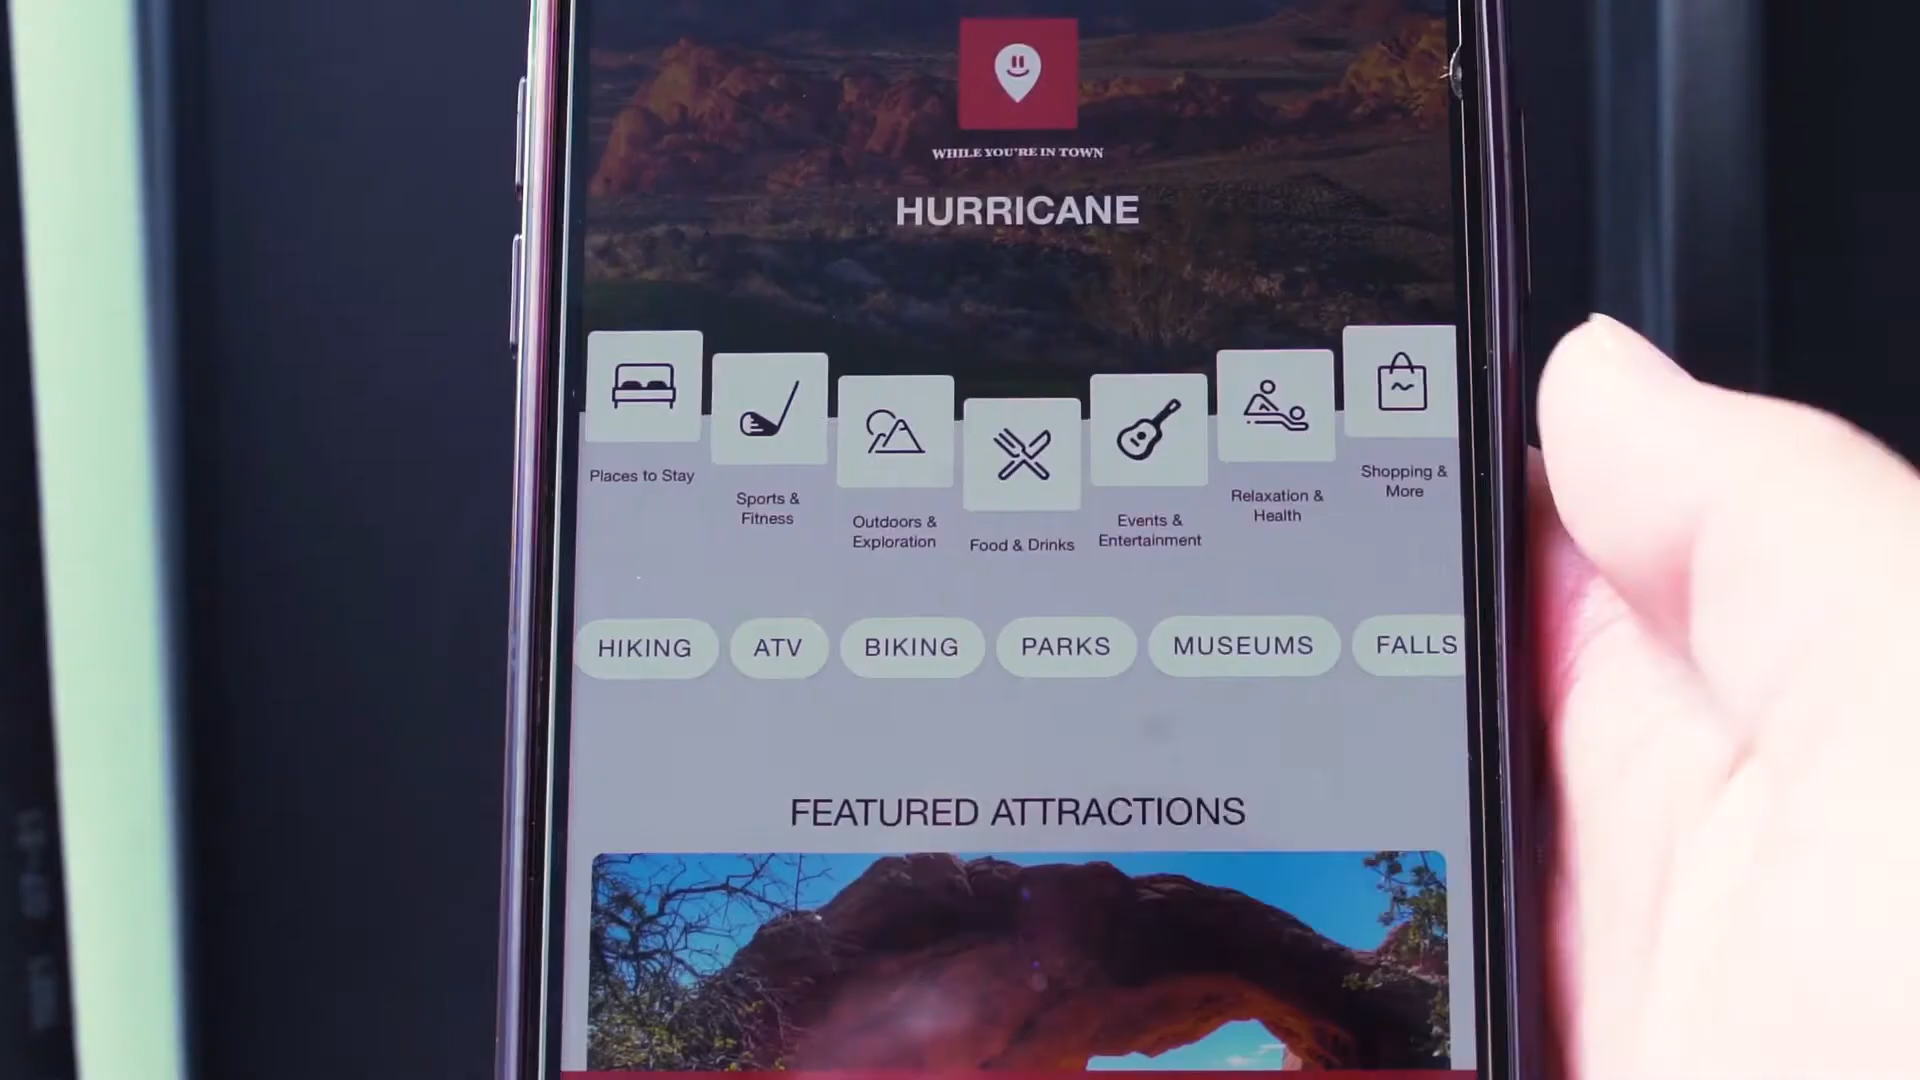 WHILE YOU'RE IN TOWN
HURRICANE
Places to Stay
Sports &
Fitness
Outdoors &
Exploration
Food & Drinks
Events &
Entertainment
Relaxation &
Health
Shopping &
More
HIKING
ATV
BIKING
PARKS
MUSEUMS
FALLS
FEATURED ATTRACTIONS